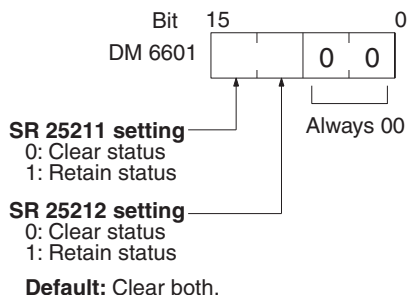 Bit 15 0
DM 6601 0 0
Always 00
SR 25211 setting
0: Clear status
1: Retain status
SR 25212 setting
0: Clear status
1: Retain status
Default: Clear both.